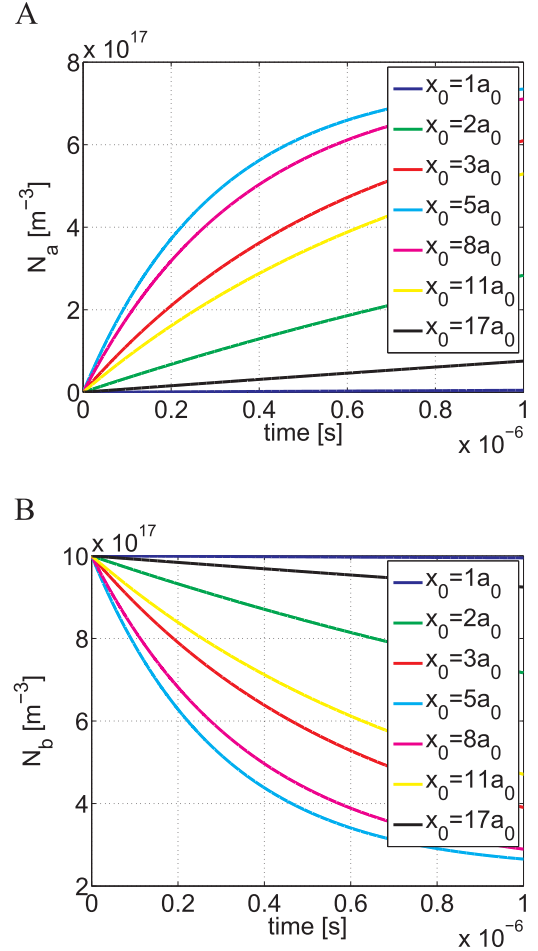 A
x 10^17
8
6
4
2
0
N_a [m^−3]
x_0=1a_0
x_0=2a_0
x_0=3a_0
x_0=5a_0
x_0=8a_0
x_0=11a_0
x_0=17a_0
0 0.2 0.4 0.6 0.8 1
time [s]
x 10^−6
B
x 10^17
10
8
6
4
2
N_b [m^−3]
x_0=1a_0
x_0=2a_0
x_0=3a_0
x_0=5a_0
x_0=8a_0
x_0=11a_0
x_0=17a_0
0 0.2 0.4 0.6 0.8 1
time [s]
x 10^−6